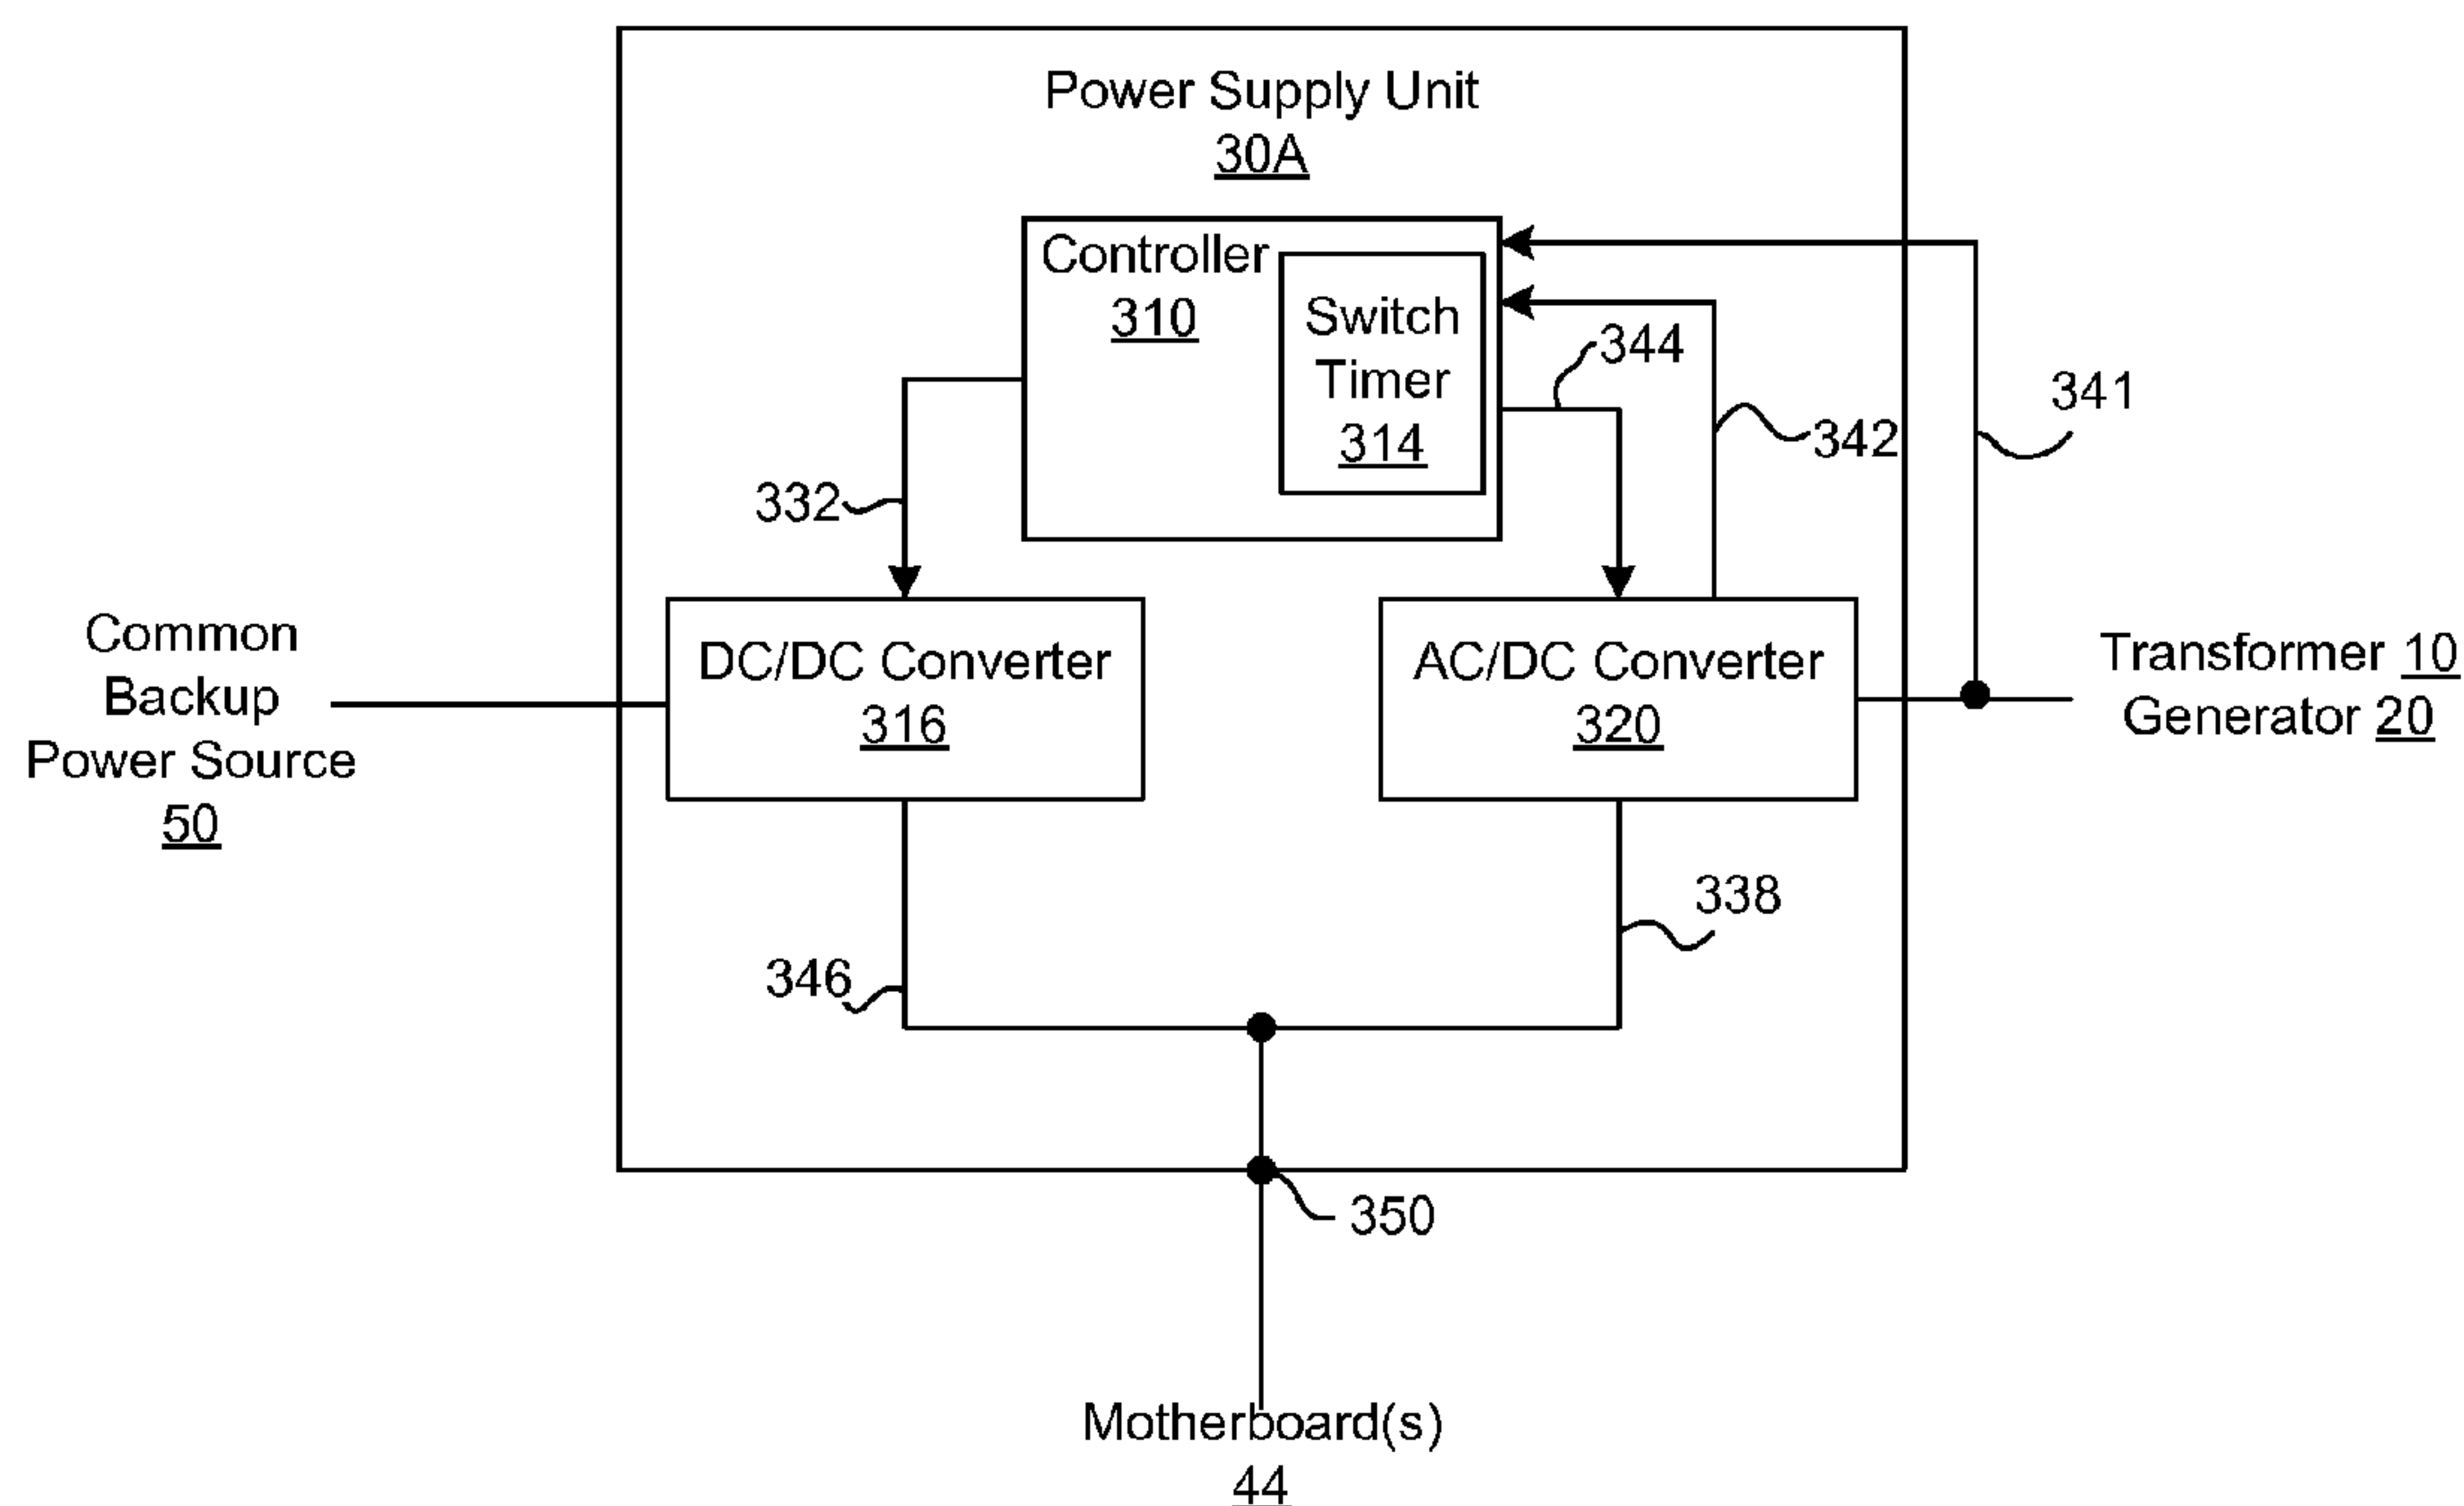 Power Supply Unit
30A
Controller
310
Switch
Timer
314
344
342
341
332
Common
Backup
Power Source
50
DC/DC Converter
316
AC/DC Converter
320
Transformer 10
Generator 20
338
346
350
Motherboard(s)
44